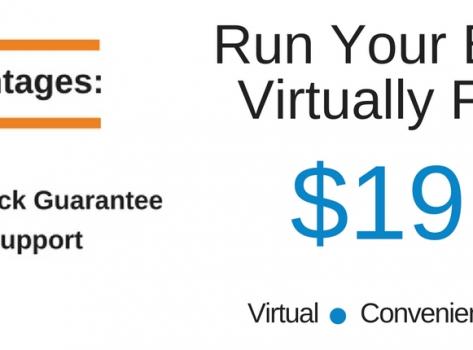 ntages:
ck Guarantee
upport
Run Your
Virtually
$19
Virtual ● Convenien